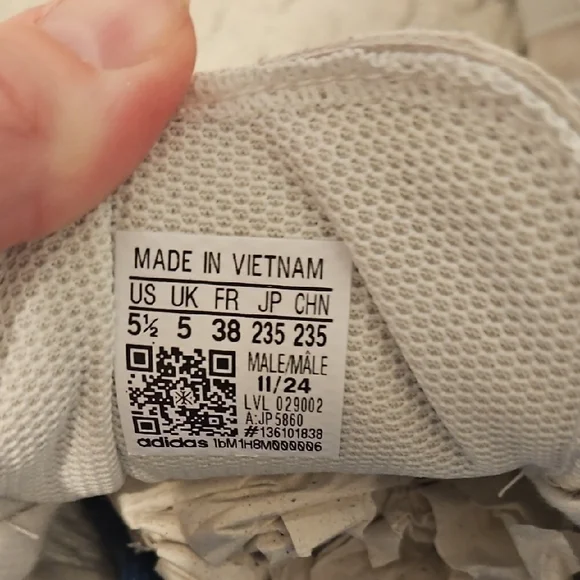 MADE IN VIETNAM
US UK FR JP CHN
5½ 5 38 235 235
MALE/MÂLE
11/24
LVL 029002
A:JP5860
#136101838
adidas 1bM1H8M000006